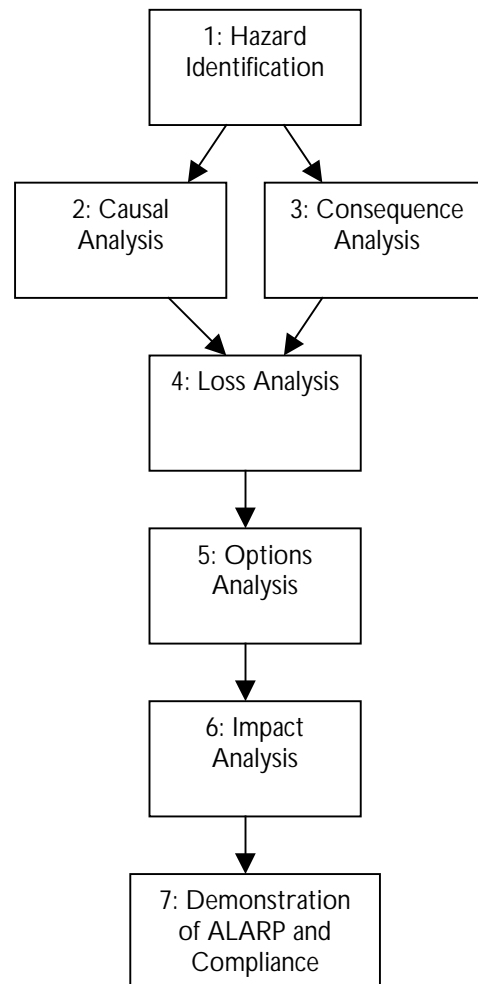 1: Hazard
Identification
2: Causal
Analysis
3: Consequence
Analysis
4: Loss Analysis
5: Options
Analysis
6: Impact
Analysis
7: Demonstration
of ALARP and
Compliance